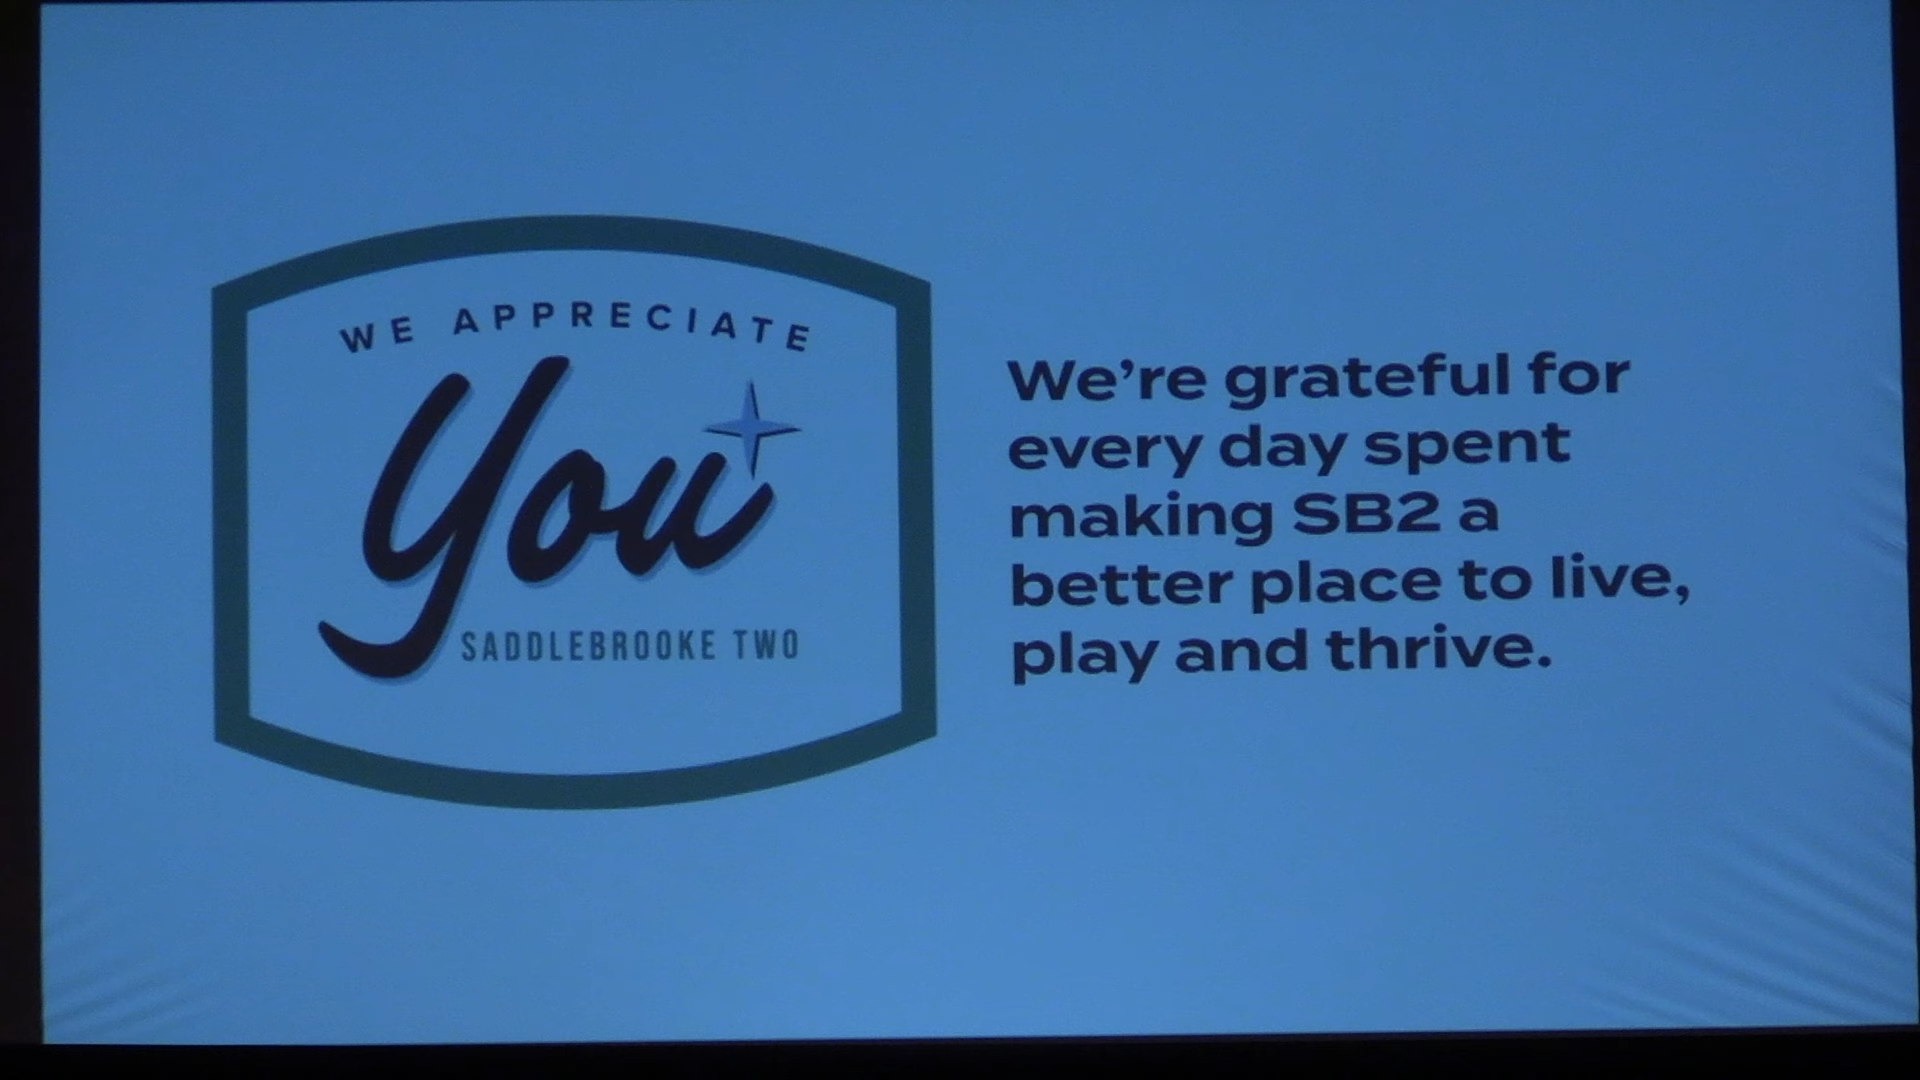 WE APPRECIATE
You
SADDLEBROOKE TWO
We're grateful for
every day spent
making SB2 a
better place to live,
play and thrive.